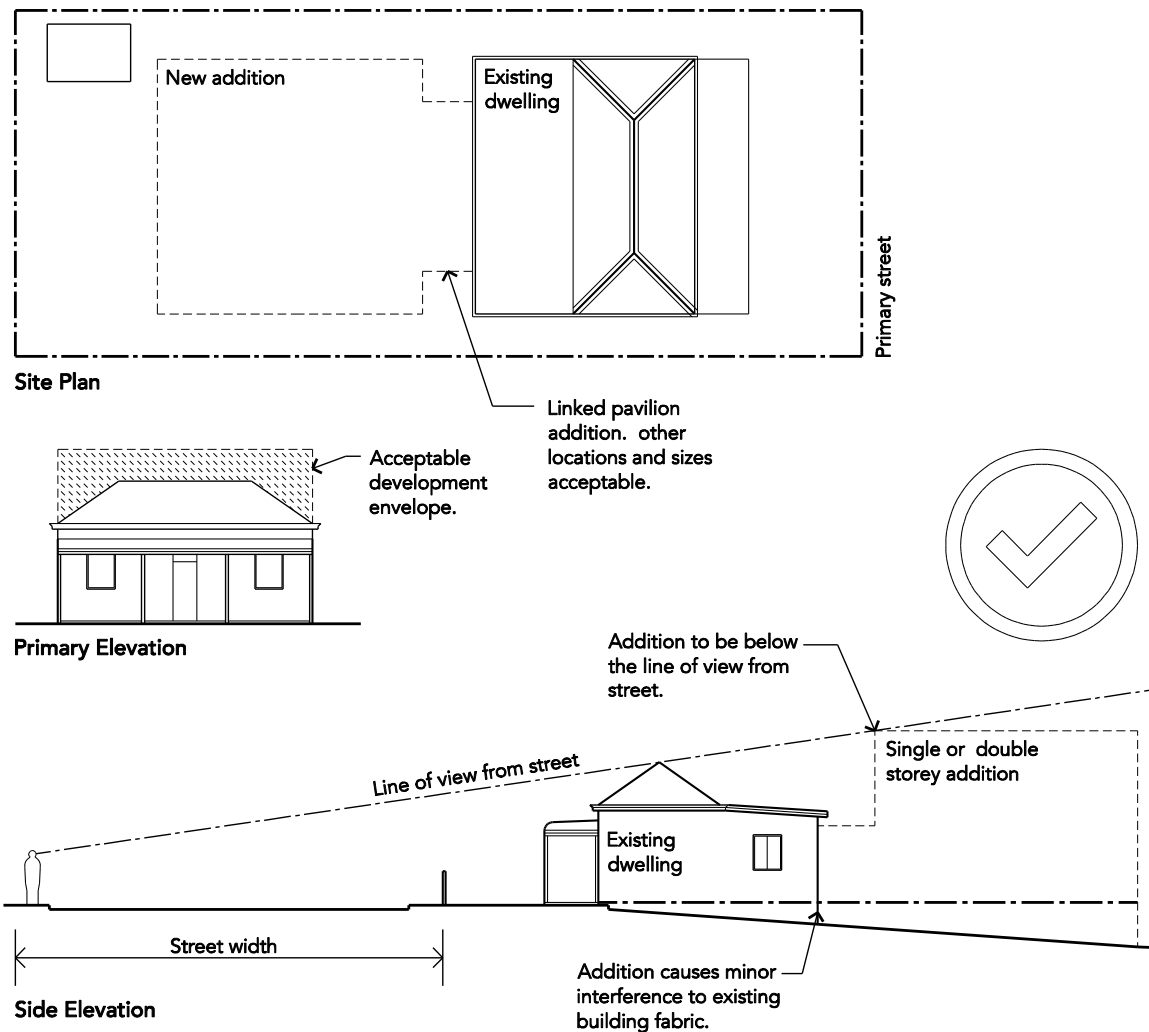 New addition
Existing
dwelling
Primary street
Site Plan
Linked pavilion
addition.  other
locations and sizes
acceptable.
Acceptable
development
envelope.
Primary Elevation
Addition to be below
the line of view from
street.
Line of view from street
Single or  double
storey addition
Existing
dwelling
Street width
Addition causes minor
interference to existing
building fabric.
Side Elevation